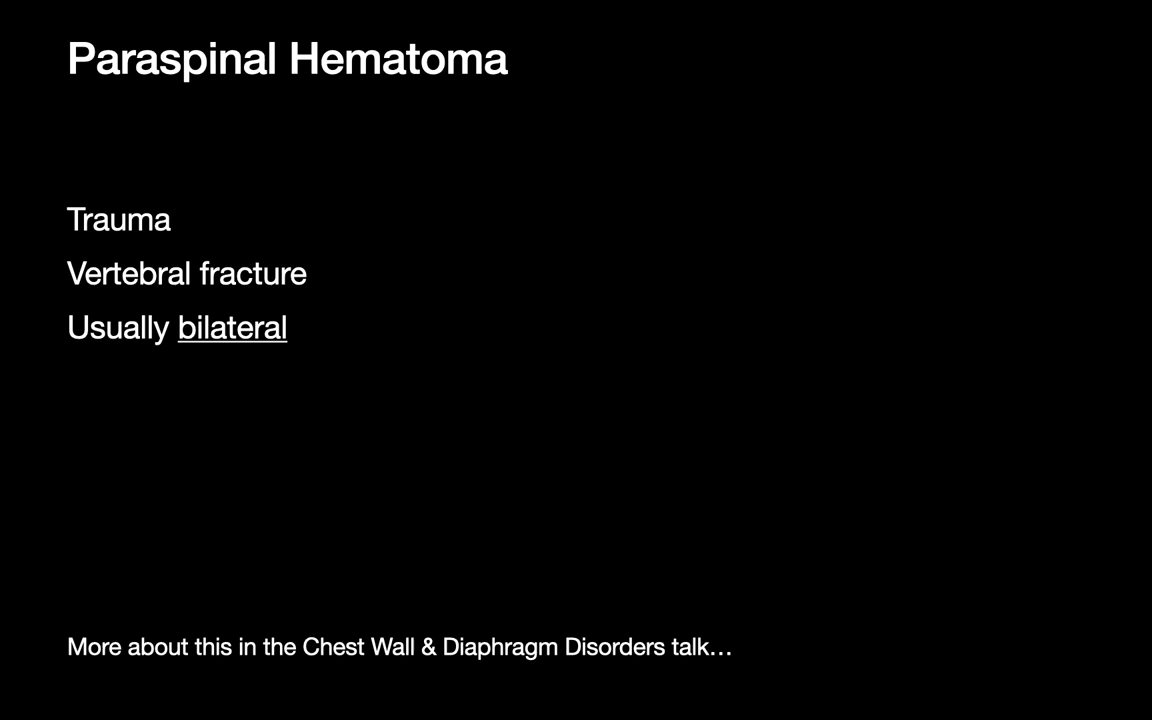 Paraspinal Hematoma
Trauma
Vertebral fracture
Usually bilateral
More about this in the Chest Wall & Diaphragm Disorders talk…